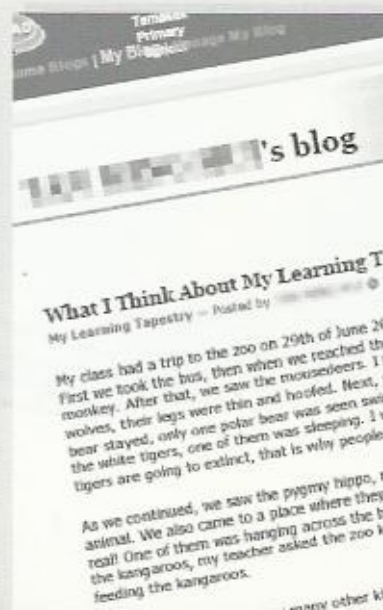 Temasek
Primary
School
Home Blogs | My Blog Manage My Blog
's blog
What I Think About My Learning T
My Learning Tapestry — Posted by
My class had a trip to the zoo on 29th of June 20
First we took the bus, then when we reached the
monkey. After that, we saw the mousedeers. I
wolves, their legs were thin and hoofed. Next,
bear stayed, only one polar bear was seen swi
the white tigers, one of them was sleeping. I
tigers are going to extinct, that is why people
As we continued, we saw the pygmy hippo,
animal. We also came to a place where they
real! One of them was hanging across the b
the kangaroos, my teacher asked the zoo k
feeding the kangaroos.
many other k